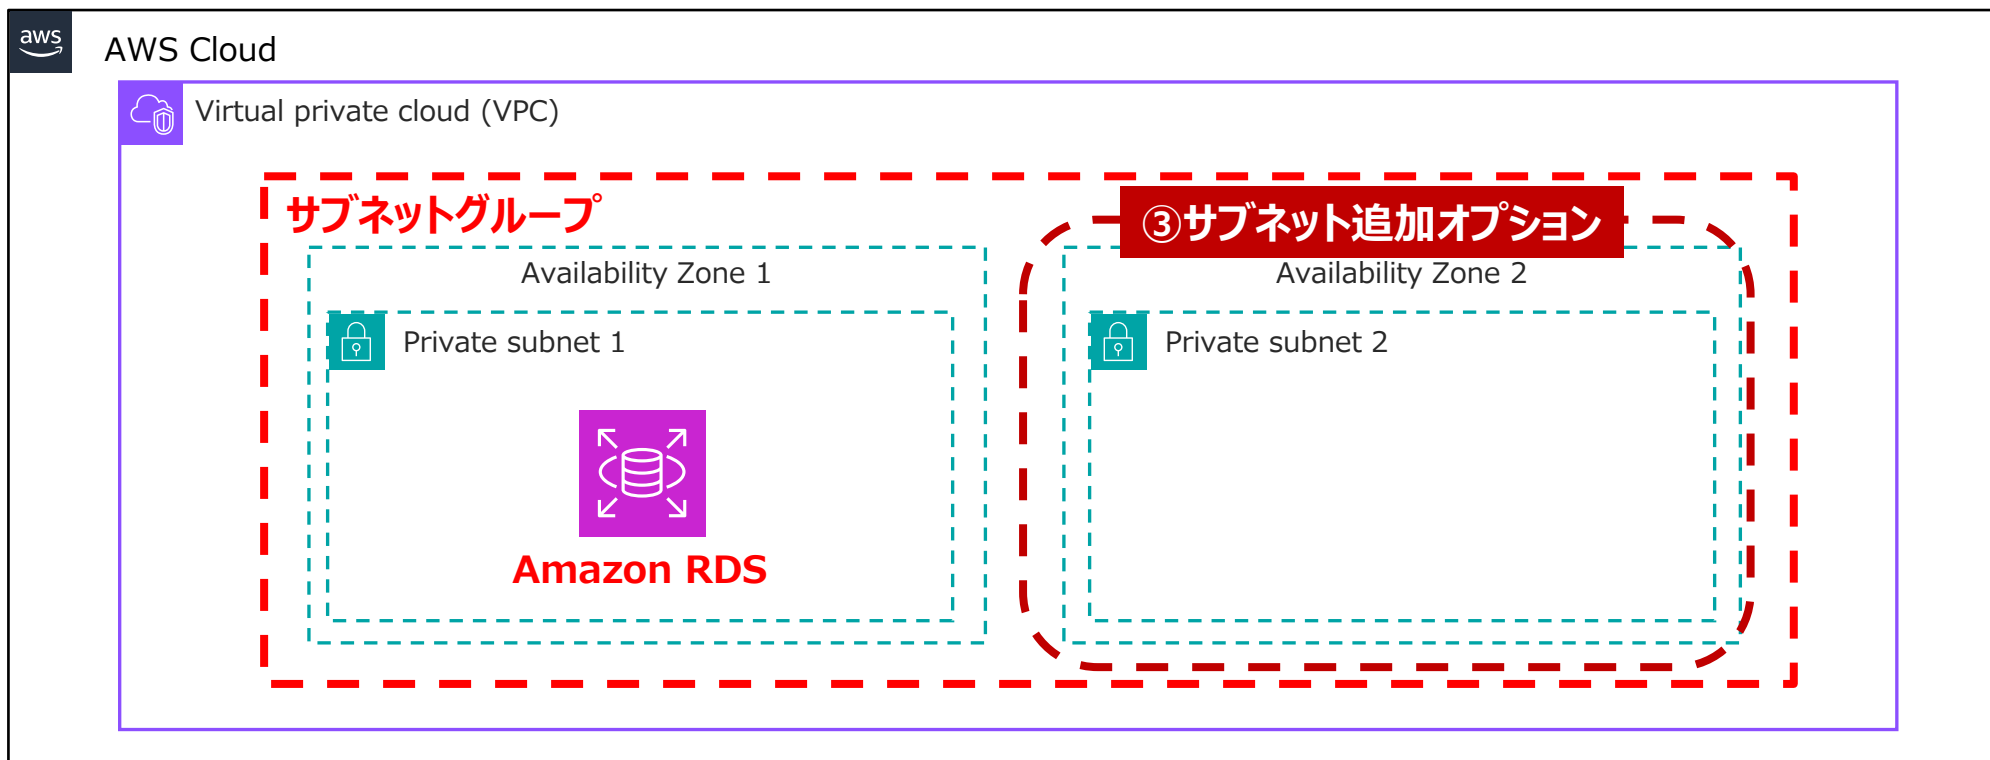 aws
AWS Cloud
Virtual private cloud (VPC)
サブネットグループ
③サブネット追加オプション
Availability Zone 1
Availability Zone 2
Private subnet 1
Private subnet 2
Amazon RDS